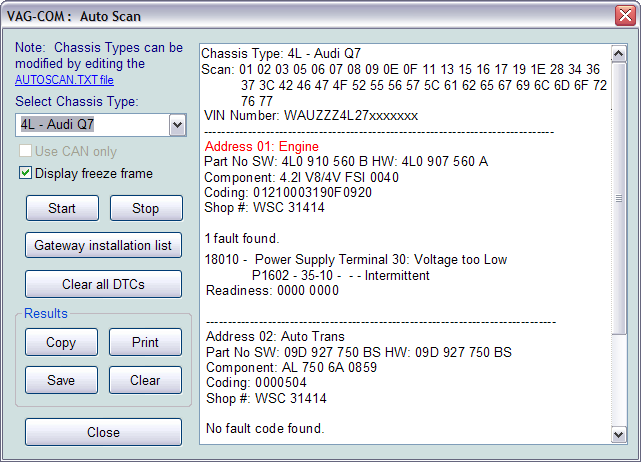 VAG-COM :  Auto Scan
Note:  Chassis Types can be
modified by editing the
AUTOSCAN.TXT file
Select Chassis Type:
4L - Audi Q7
Use CAN only
Display freeze frame
Start
Stop
Gateway installation list
Clear all DTCs
Results
Copy
Print
Save
Clear
Close
Chassis Type: 4L - Audi Q7
Scan: 01 02 03 05 06 07 08 09 0E 0F 11 13 15 16 17 19 1E 28 34 36
37 3C 42 46 47 4F 52 55 56 57 5C 61 62 65 67 69 6C 6D 6F 72
76 77
VIN Number: WAUZZZ4L27xxxxxxx
--------------------------------------------------------------------------------
Address 01: Engine
Part No SW: 4L0 910 560 B HW: 4L0 907 560 A
Component: 4.2l V8/4V FSI 0040
Coding: 01210003190F0920
Shop #: WSC 31414
1 fault found.
18010 -  Power Supply Terminal 30: Voltage too Low
P1602 - 35-10 -  - - Intermittent
Readiness: 0000 0000
--------------------------------------------------------------------------------
Address 02: Auto Trans
Part No SW: 09D 927 750 BS HW: 09D 927 750 BS
Component: AL 750 6A 0859
Coding: 0000504
Shop #: WSC 31414
No fault code found.